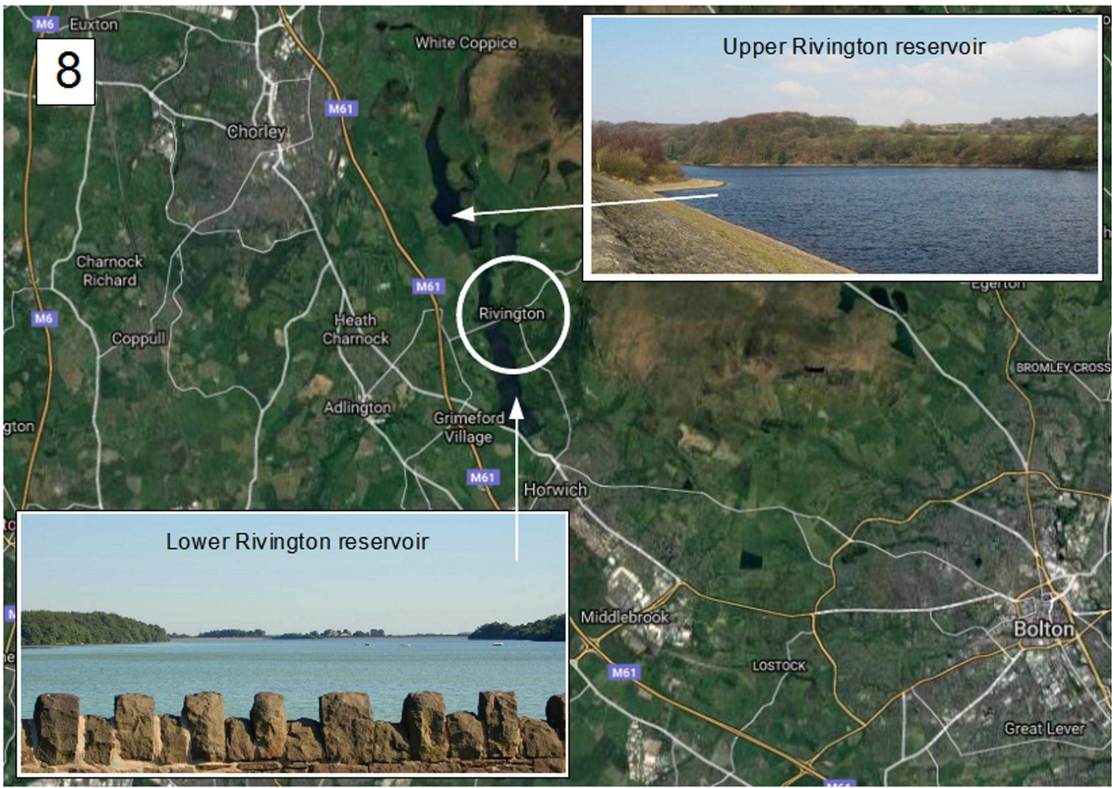 M6
Euxton
White Coppice
8
M61
Chorley
Upper Rivington reservoir
Charnock
Richard
M61
M6
Rivington
Heath
Charnock
Coppull
Egerton
BROMLEY CROSS
Adlington
Grimeford
Village
gton
M61
Horwich
Lower Rivington reservoir
Middlebrook
Bolton
M61
LOSTOCK
Great Lever
M61